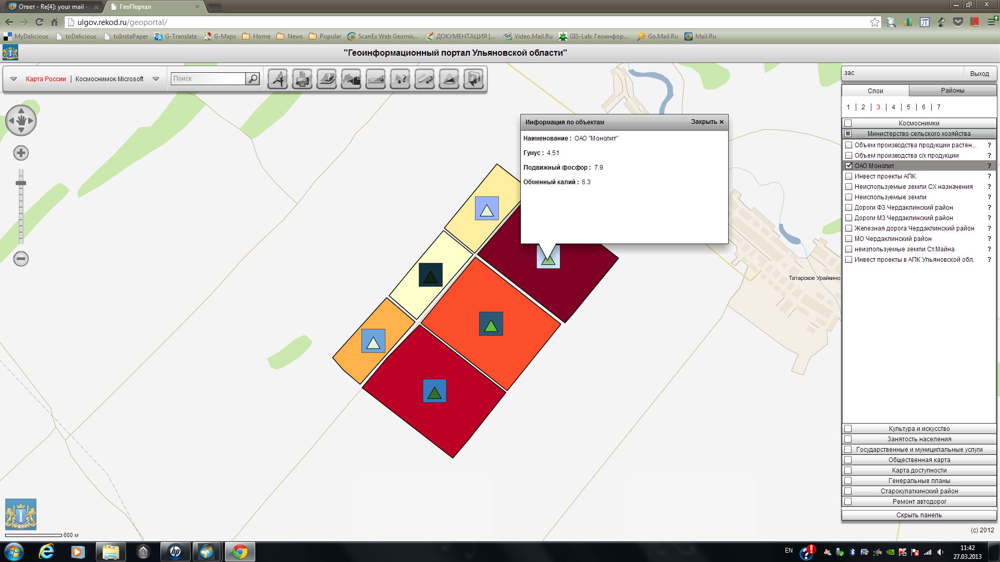 Ответ - Re[4]: your mail -
ГеоПортал
ulgov.rekod.ru/geoportal/
MyDelicious
toDelicious
toInstaPaper
G-Translate
G-Maps
Home
News
Popular
ScanEx Web Geomix...
ДОКУМЕНТАЦИЯ [...
Video.Mail.Ru
GIS-Lab: Геоинфор...
Go.Mail.Ru
Mail.Ru
"Геоинформационный портал Ульяновской области"
Карта России | Космоснимок Microsoft
Поиск
зас
Выход
Слои
Районы
1 | 2 | 3 | 4 | 5 | 6 | 7
Космоснимки
Министерство сельского хозяйства
Объем производства продукции растен... ?
Объем производства с/х продукции ?
ОАО Монолит ?
Инвест проекты АПК ?
Неиспользуемые земли СХ назначения ?
Неиспользуемые земли ?
Дороги ФЗ Чердаклинский район ?
Дороги МЗ Чердаклинский район ?
Железная дорога Чердаклинский район ?
МО Чердаклинский район ?
неизпользуемые земли Ст.Майна ?
Инвест проекты в АПК Ульяновской обл. ?
Информация по объектам
Закрыть ×
Наименование : ОАО "Монолит"
Гумус : 4.51
Подвижный фосфор : 7.9
Обменный калий : 6.3
Татарское Урайкино
Культура и искусство
Занятость населения
Государственные и муниципальные услуги
Общественная карта
Карта доступности
Генеральные планы
Старокулаткинский район
Ремонт автодорог
Скрыть панель
(с) 2012
600 м
EN
11:42
27.03.2013